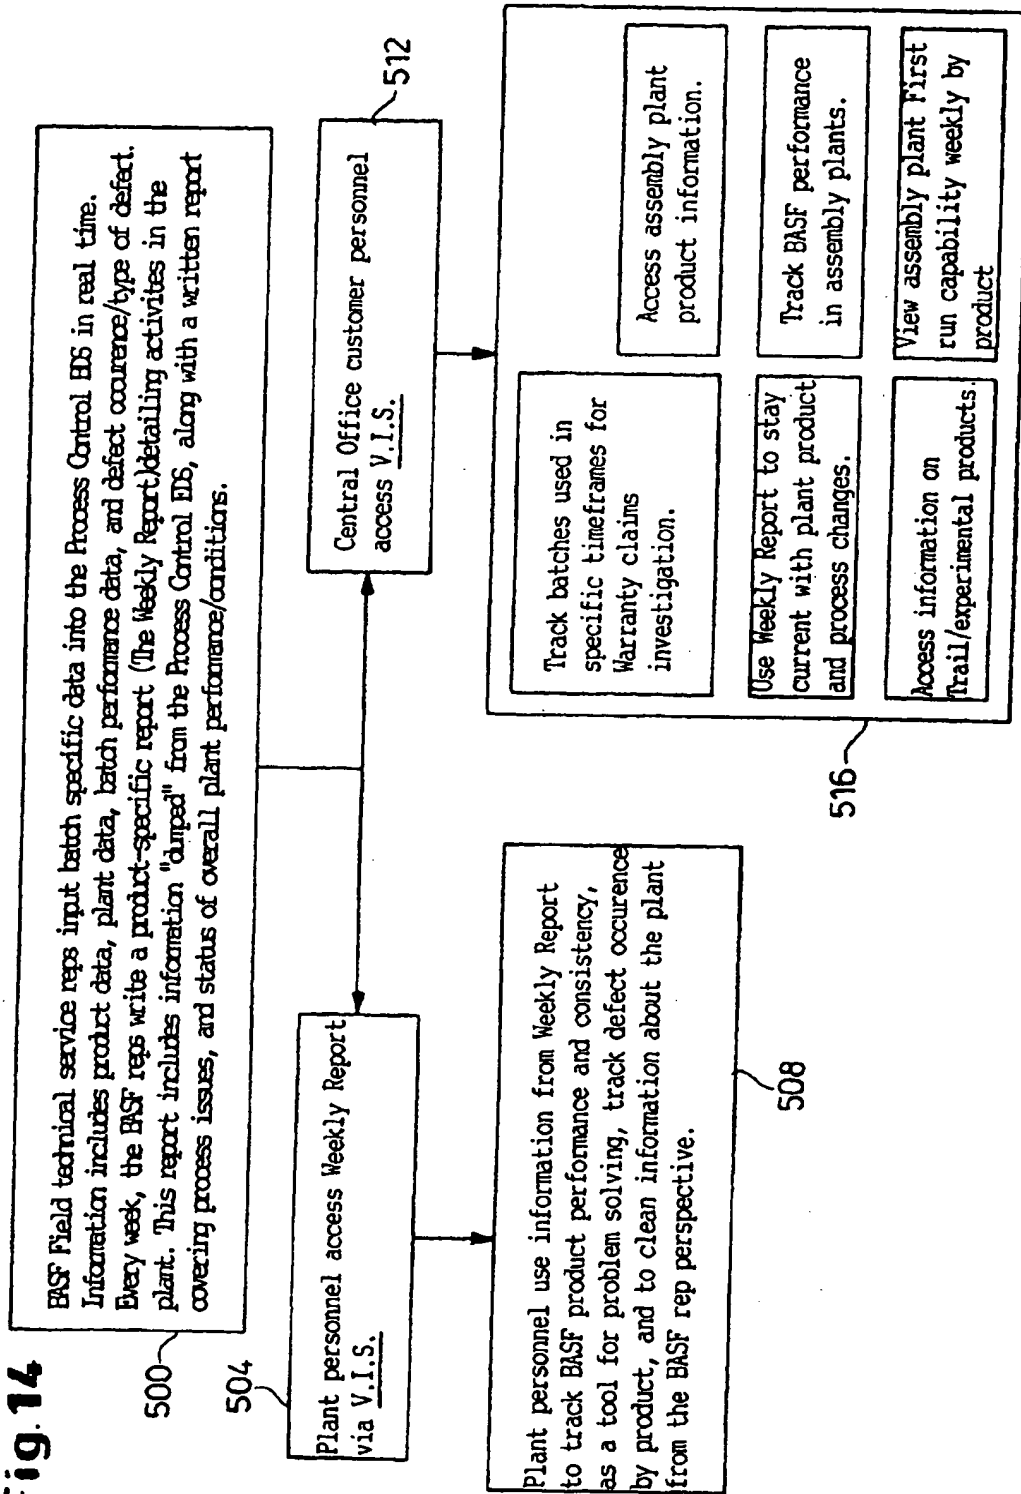 Fig.14
BASF Field technical service reps input batch specific data into the Process Control EDS in real time.
Information includes product data, plant data, batch performance data, and defect occurence/type of defect.
Every week, the BASF reps write a product-specific report (The Weekly Report)detailing activites in the
plant. This report includes information "dumped" from the Process Control EDS, along with a written report
covering process issues, and status of overall plant performance/conditions.
500
504
Plant personnel access Weekly Report
via V.I.S.
Central Office customer personnel
access V.I.S.
512
Plant personnel use information from Weekly Report
to track BASF product performance and consistency,
as a tool for problem solving, track defect occurence
by product, and to clean information about the plant
from the BASF rep perspective.
508
516
Track batches used in
specific timeframes for
Warranty claims
investigation.
Access assembly plant
product information.
Use Weekly Report to stay
current with plant product
and process changes.
Track BASF performance
in assembly plants.
Access information on
Trail/experimental products.
View assembly plant First
run capability weekly by
product